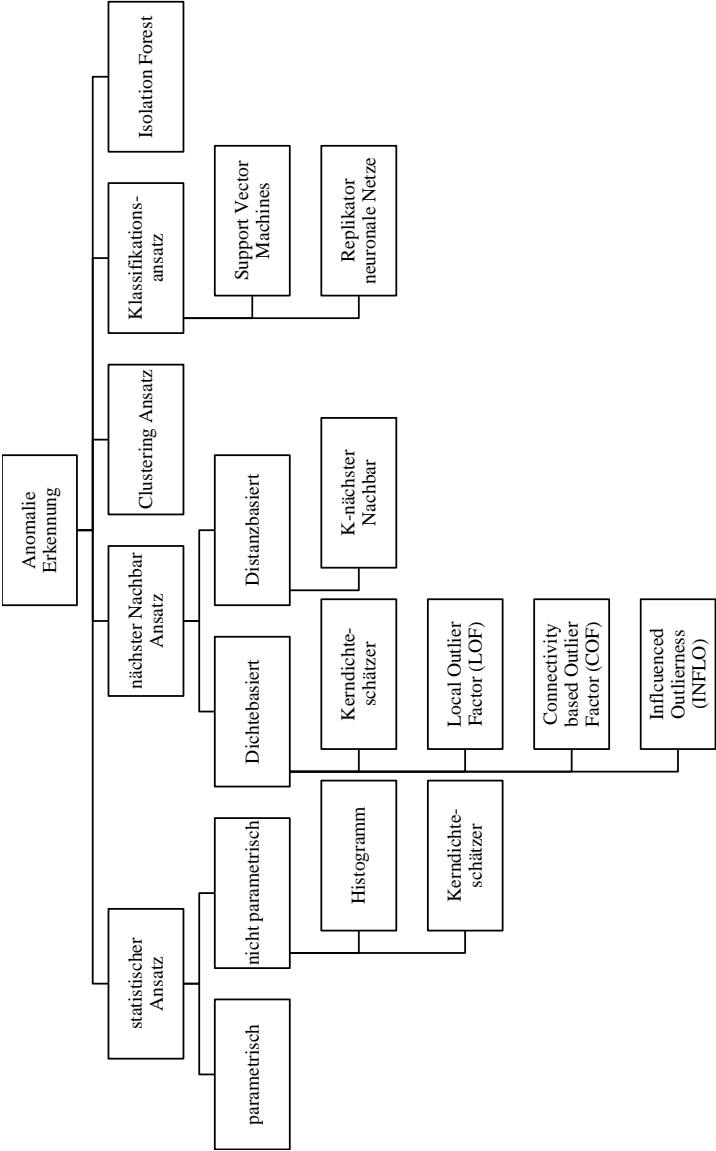 Anomalie
Erkennung
statistischer
Ansatz
nächster Nachbar
Ansatz
Clustering Ansatz
Klassifikations-
ansatz
Isolation Forest
parametrisch
nicht parametrisch
Dichtebasiert
Distanzbasiert
Support Vector
Machines
Histogramm
Kerndichte-
schätzer
K-nächster
Nachbar
Replikator
neuronale Netze
Kerndichte-
schätzer
Local Outlier
Factor (LOF)
Connectivity
based Outlier
Factor (COF)
Inflcuenced
Outlierness
(INFLO)